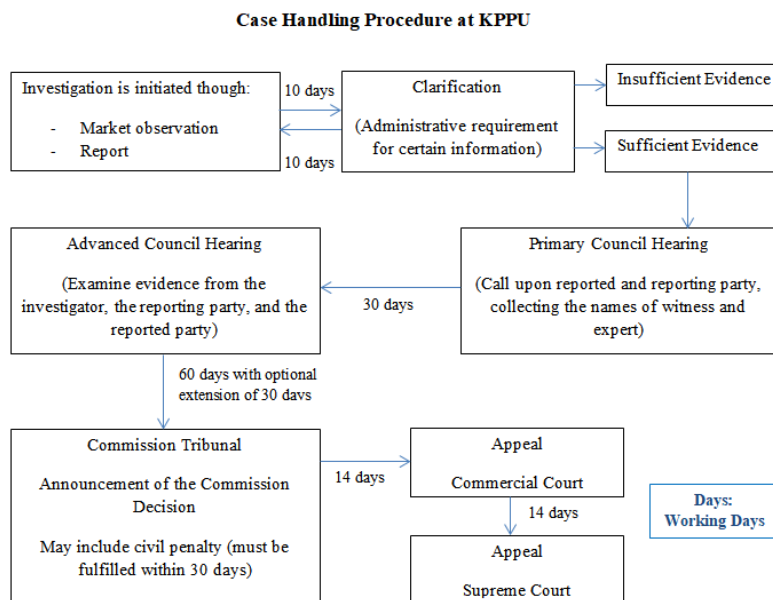 Case Handling Procedure at KPPU
Investigation is initiated though:
- Market observation
- Report
10 days
10 days
Clarification
(Administrative requirement
for certain information)
Insufficient Evidence
Sufficient Evidence
Advanced Council Hearing
(Examine evidence from the
investigator, the reporting party, and the
reported party)
30 days
Primary Council Hearing
(Call upon reported and reporting party,
collecting the names of witness and
expert)
60 days with optional
extension of 30 days
Commission Tribunal
Announcement of the Commission
Decision
May include civil penalty (must be
fulfilled within 30 days)
14 days
Appeal
Commercial Court
14 days
Appeal
Supreme Court
Days:
Working Days